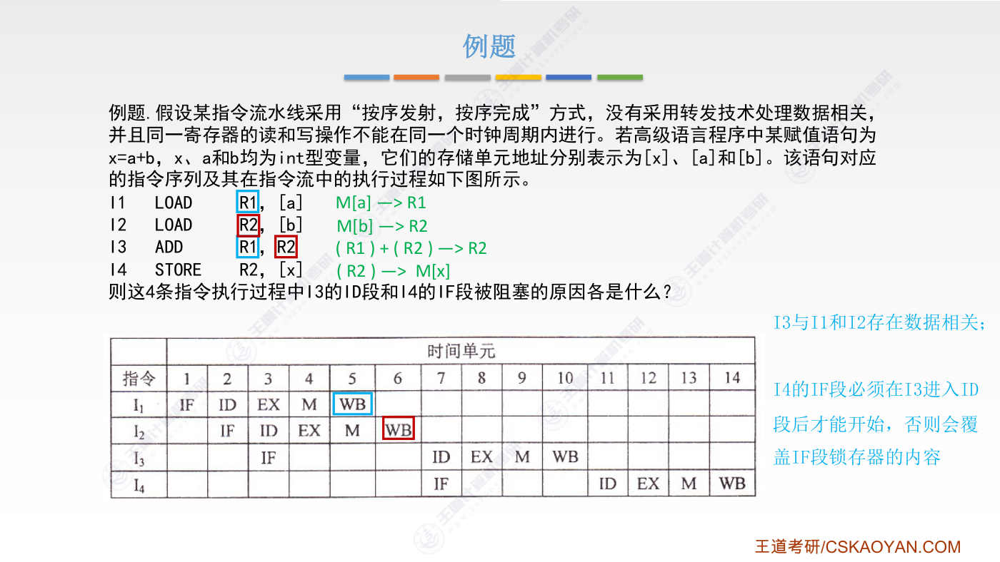 例题
例题.假设某指令流水线采用“按序发射，按序完成”方式，没有采用转发技术处理数据相关，
并且同一寄存器的读和写操作不能在同一个时钟周期内进行。若高级语言程序中某赋值语句为
x=a+b，x、a和b均为int型变量，它们的存储单元地址分别表示为[x]、[a]和[b]。该语句对应
的指令序列及其在指令流中的执行过程如下图所示。
I1 LOAD R1，[a] M[a] —> R1
I2 LOAD R2，[b] M[b] —> R2
I3 ADD R1，R2 ( R1 ) + ( R2 ) —> R2
I4 STORE R2，[x] ( R2 ) —> M[x]
则这4条指令执行过程中I3的ID段和I4的IF段被阻塞的原因各是什么？
I3与I1和I2存在数据相关；
时间单元
指令 1 2 3 4 5 6 7 8 9 10 11 12 13 14
I₁ IF ID EX M WB
I₂ IF ID EX M WB
I₃ IF ID EX M WB
I₄ IF ID EX M WB
I4的IF段必须在I3进入ID
段后才能开始，否则会覆
盖IF段锁存器的内容
王道考研/CSKAOYAN.COM